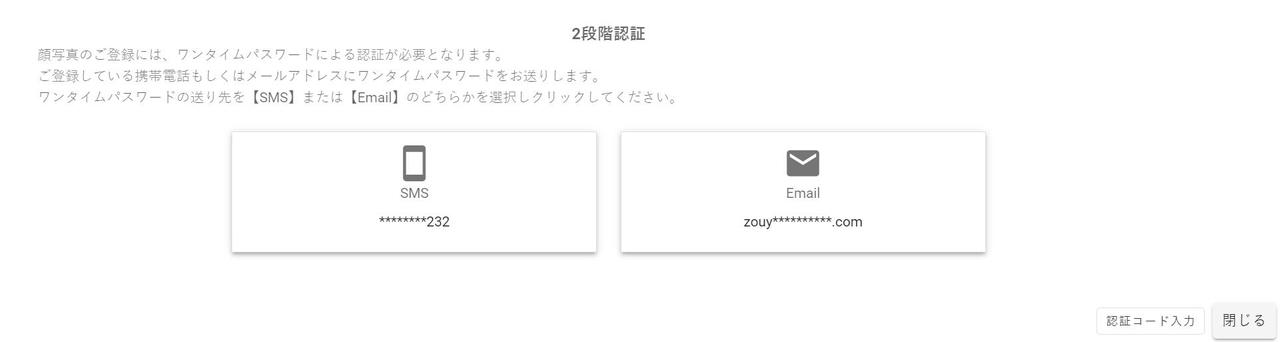 2段階認証
顔写真のご登録には、ワンタイムパスワードによる認証が必要となります。
ご登録している携帯電話もしくはメールアドレスにワンタイムパスワードをお送りします。
ワンタイムパスワードの送り先を【SMS】または【Email】のどちらかを選択しクリックしてください。
SMS
********232
Email
zouy**********.com
認証コード入力
閉じる